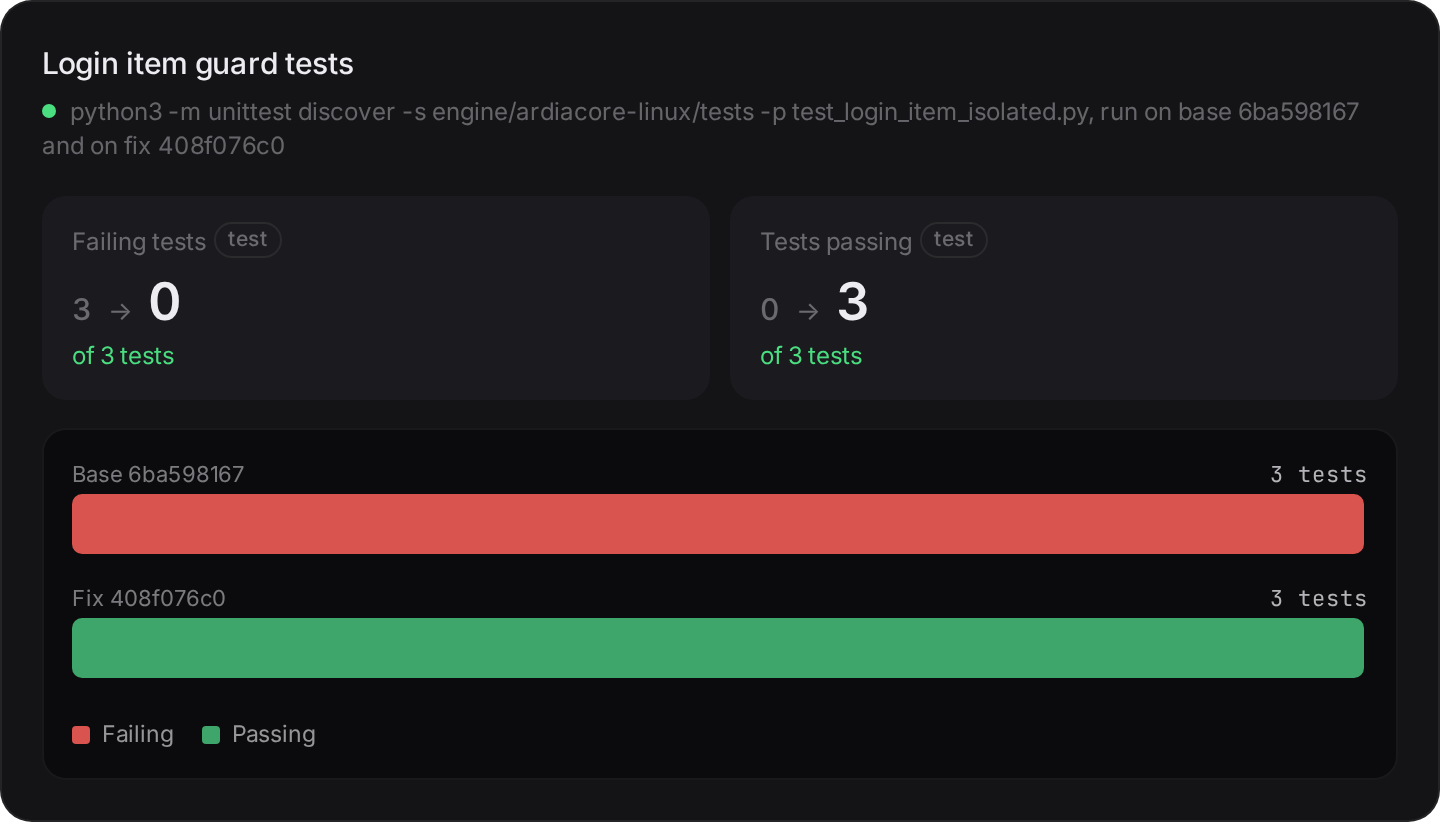 Login item guard tests
python3 -m unittest discover -s engine/ardiacore-linux/tests -p test_login_item_isolated.py, run on base 6ba598167
and on fix 408f076c0
Failing tests test
3 → 0
of 3 tests
Tests passing test
0 → 3
of 3 tests
Base 6ba598167 3 tests
Fix 408f076c0 3 tests
Failing Passing